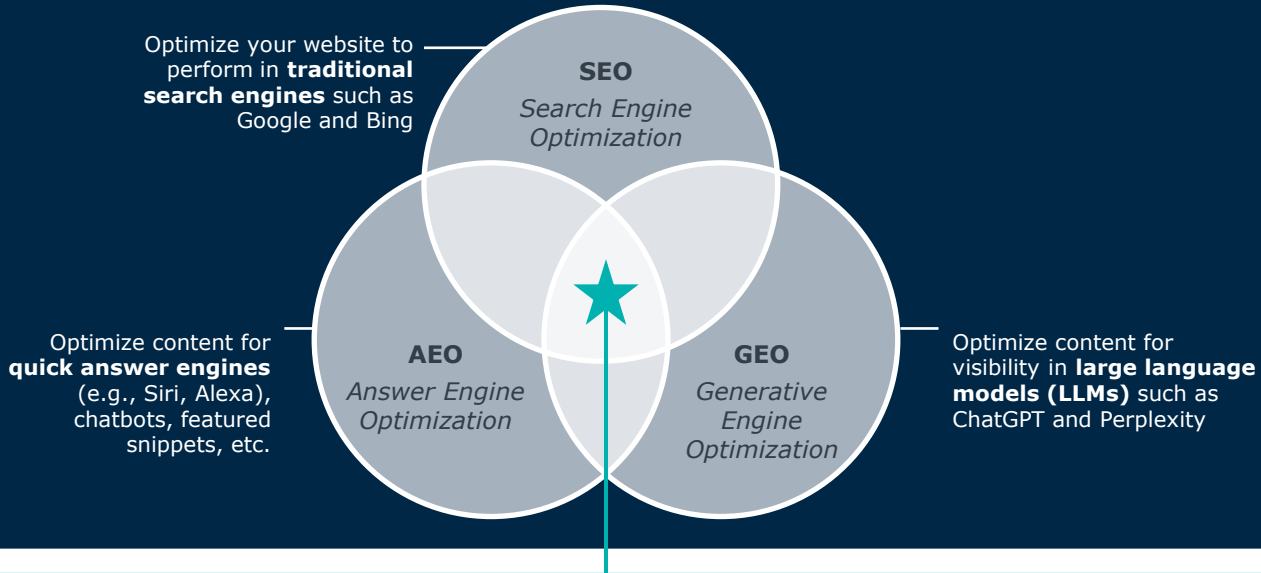 Optimize your website to
perform in traditional
search engines such as
Google and Bing
SEO
Search Engine
Optimization
Optimize content for
quick answer engines
(e.g., Siri, Alexa),
chatbots, featured
snippets, etc.
AEO
Answer Engine
Optimization
GEO
Generative
Engine
Optimization
Optimize content for
visibility in large language
models (LLMs) such as
ChatGPT and Perplexity